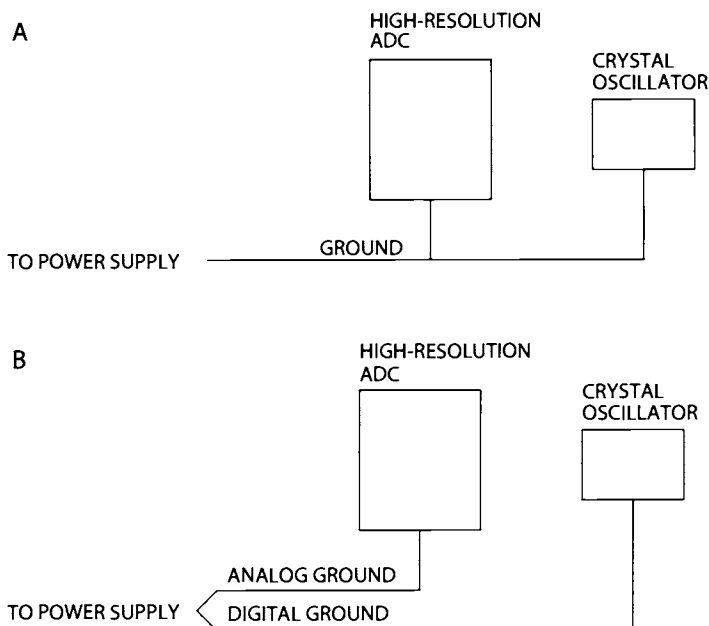 A
HIGH-RESOLUTION
ADC
CRYSTAL
OSCILLATOR
GROUND
TO POWER SUPPLY
B
HIGH-RESOLUTION
ADC
CRYSTAL
OSCILLATOR
ANALOG GROUND
TO POWER SUPPLY
DIGITAL GROUND